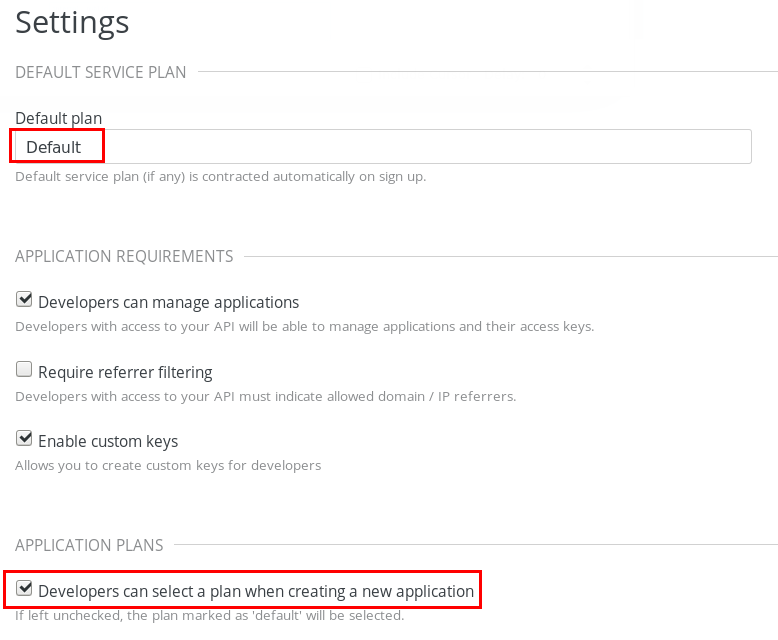 Settings
DEFAULT SERVICE PLAN
Default plan
Default
Default service plan (if any) is contracted automatically on sign up.
APPLICATION REQUIREMENTS
Developers can manage applications
Developers with access to your API will be able to manage applications and their access keys.
Require referrer filtering
Developers with access to your API must indicate allowed domain / IP referrers.
Enable custom keys
Allows you to create custom keys for developers
APPLICATION PLANS
Developers can select a plan when creating a new application
If left unchecked, the plan marked as 'default' will be selected.